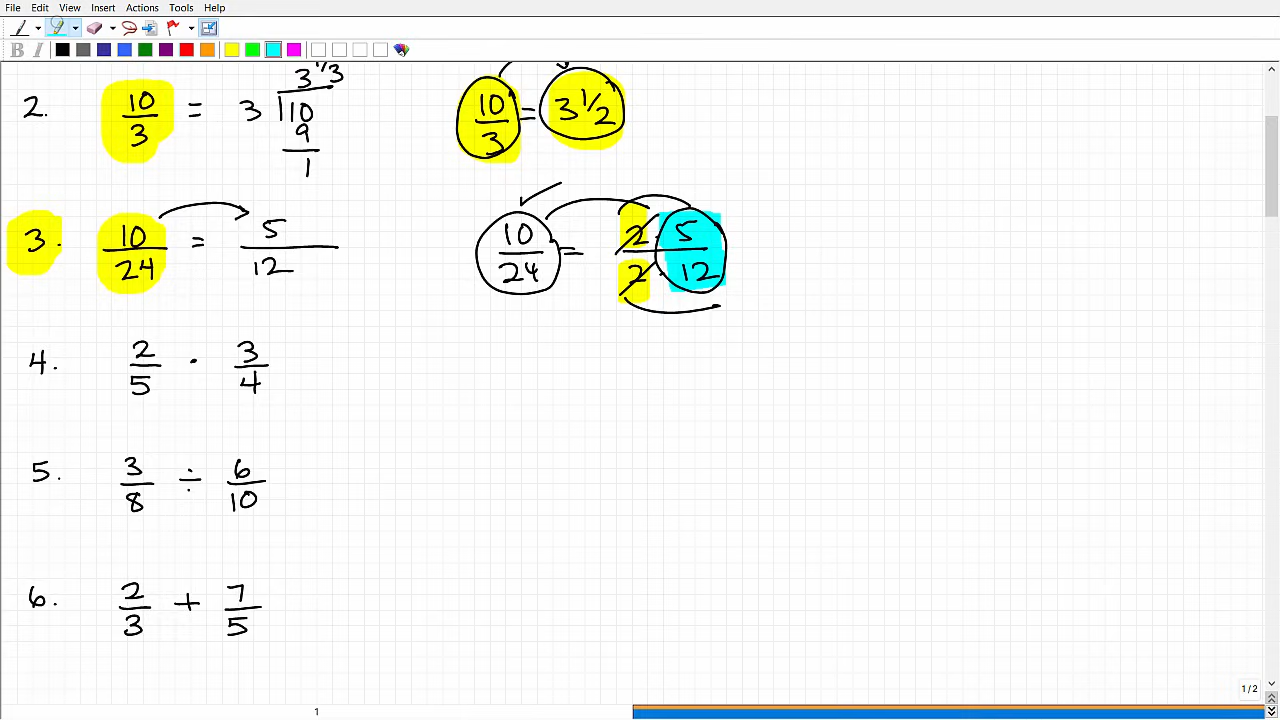 File Edit View Insert Actions Tools Help
B I
2. 10/3 = 3 10 3 1/3 9 1 10/3 = 3 1/2
3. 10/24 = 5/12 10/24 = 2·5/2·12
4. 2/5 · 3/4
5. 3/8 ÷ 6/10
6. 2/3 + 7/5
1/2
1